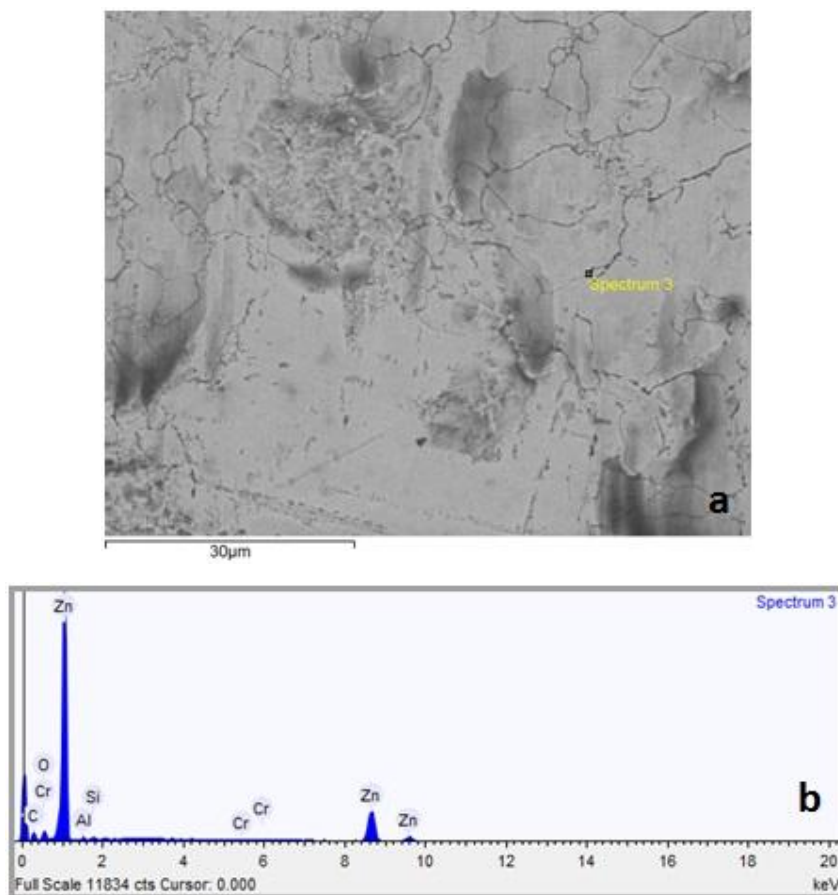 Spectrum 3
a
30µm
Spectrum 3
Zn
O
Cr
Si
C
Al
Cr
Cr
Zn
Zn
b
0 2 4 6 8 10 12 14 16 18 20
Full Scale 11834 cts Cursor: 0.000 keV